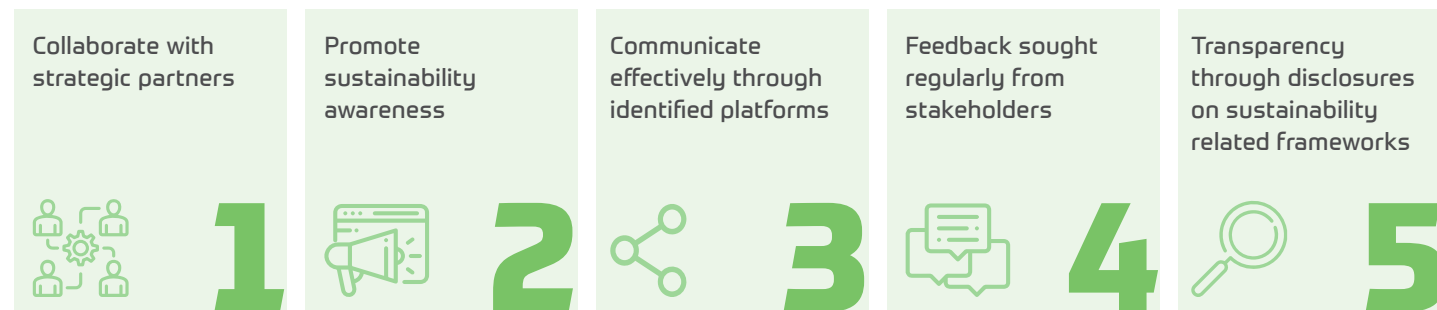 Collaborate with
strategic partners
1
Promote
sustainability
awareness
2
Communicate
effectively through
identified platforms
3
Feedback sought
regularly from
stakeholders
4
Transparency
through disclosures
on sustainability
related frameworks
5